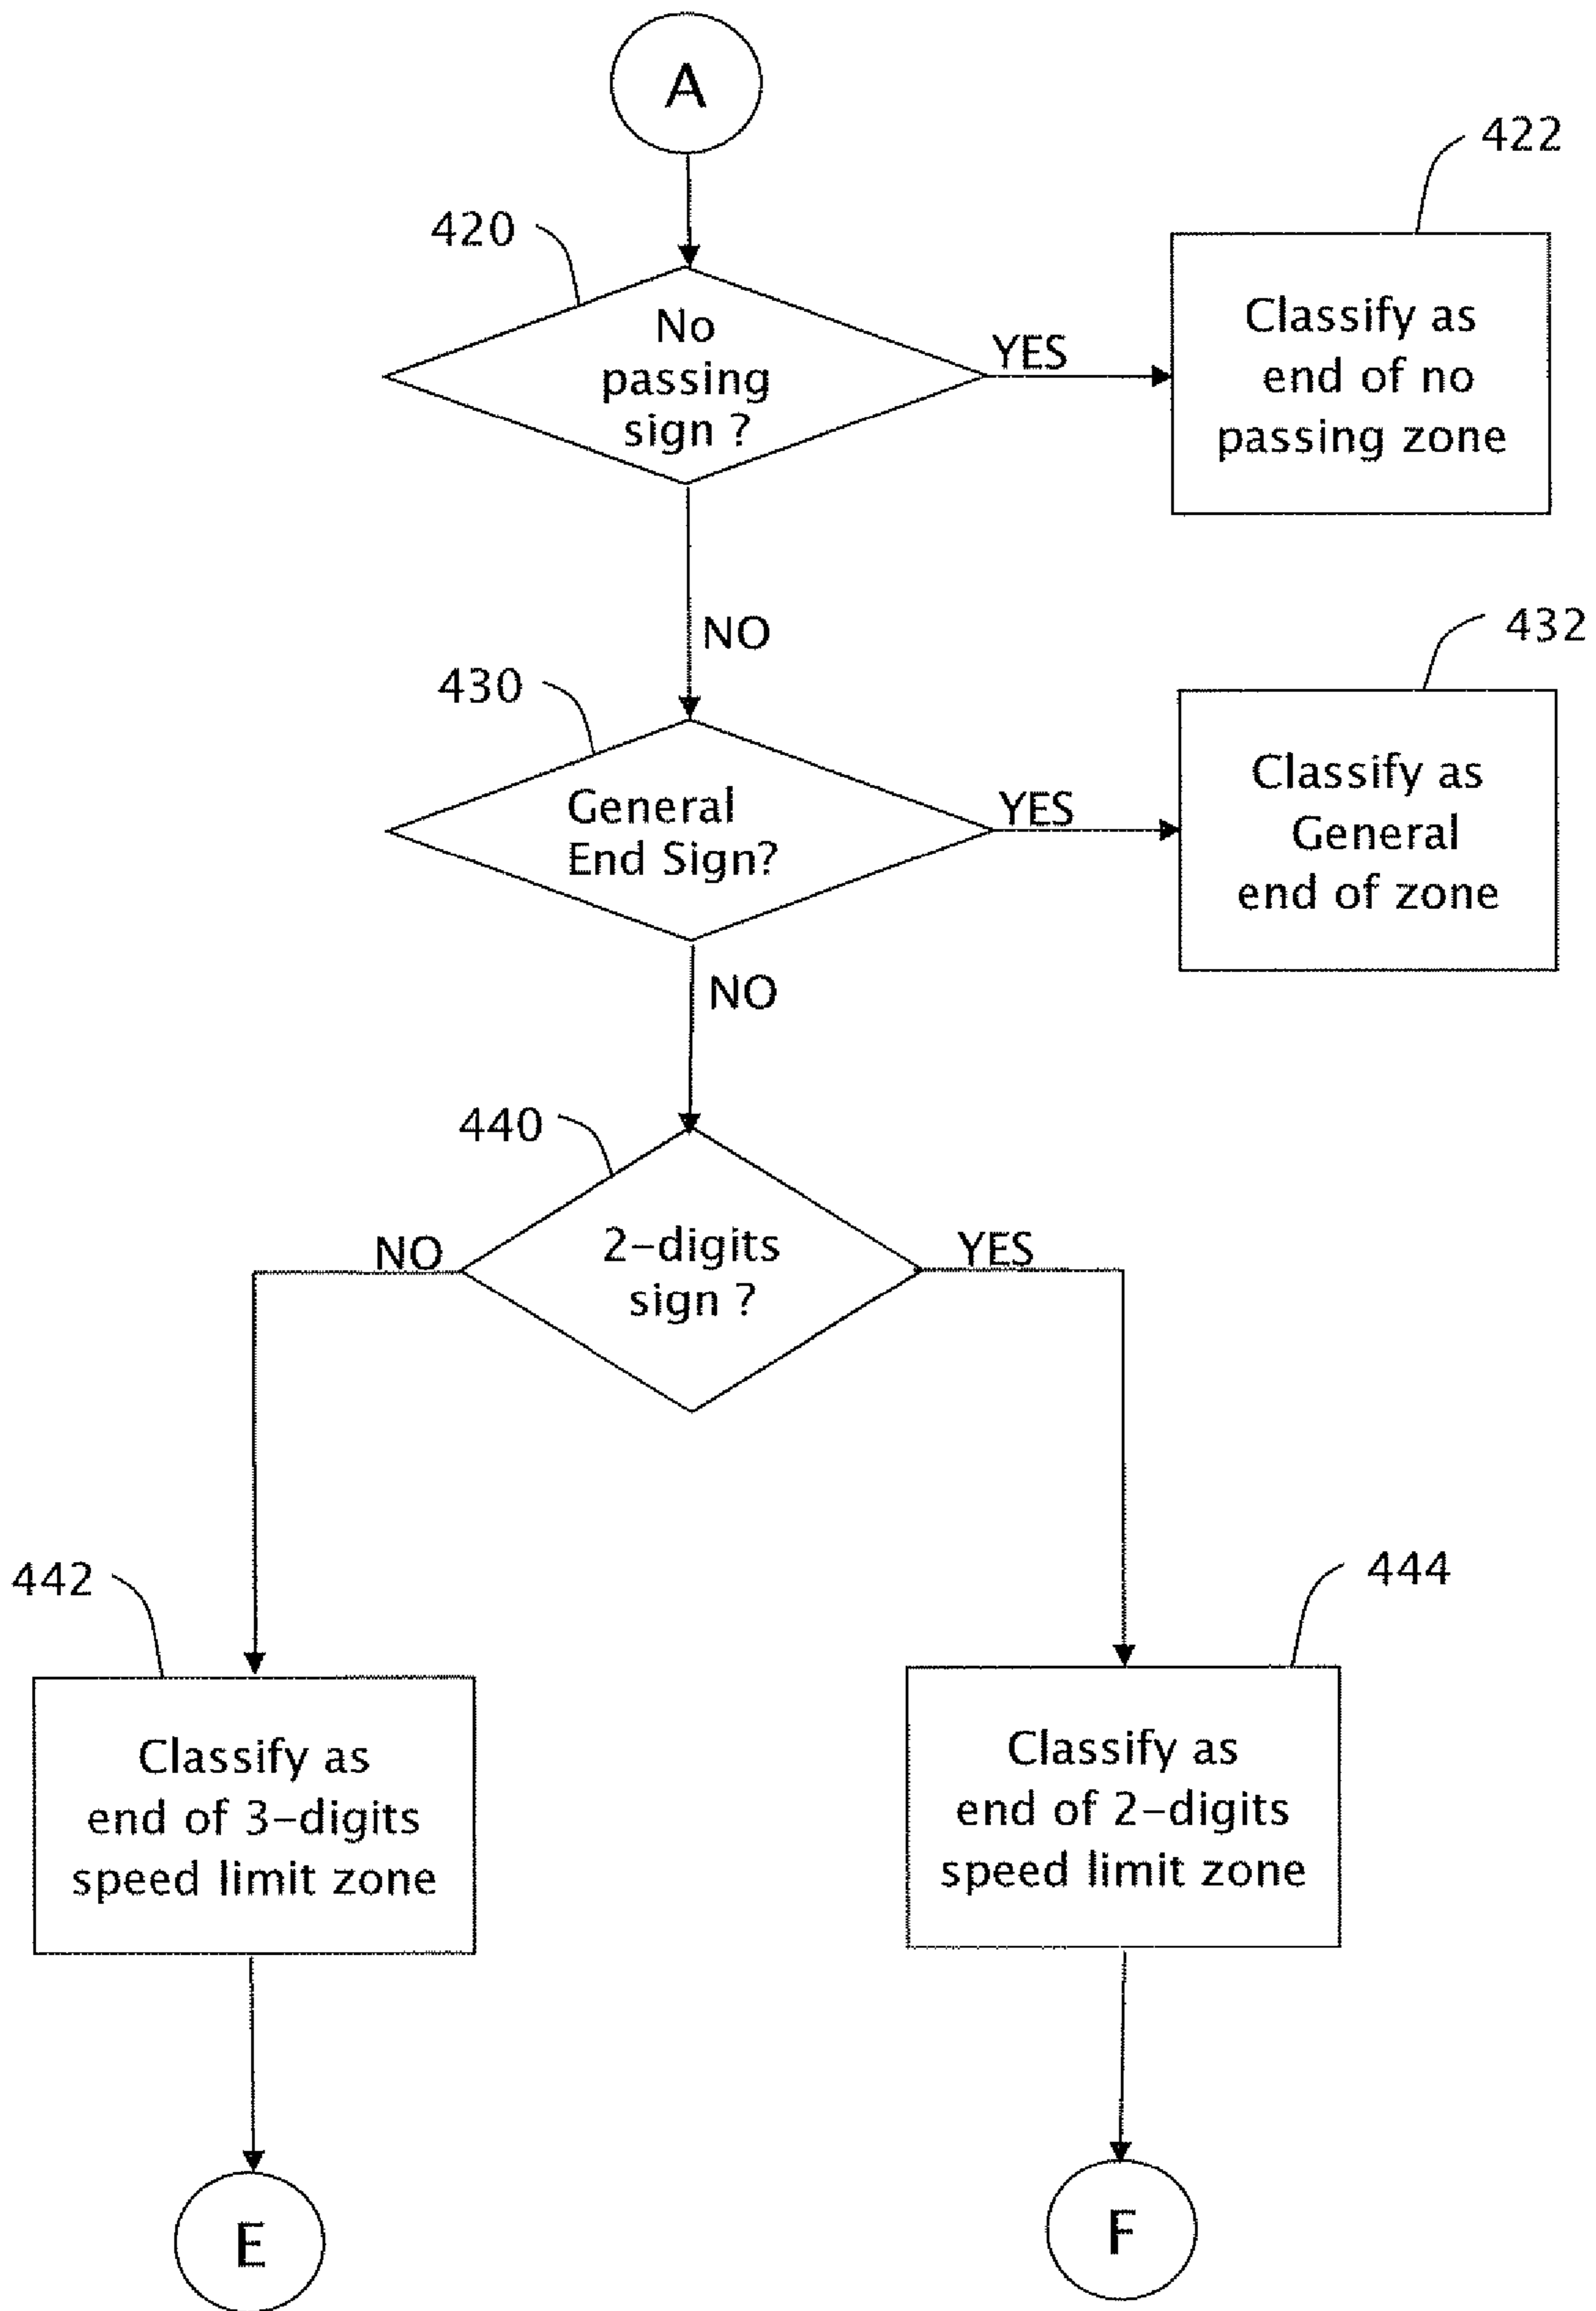 A
422
420
No
passing
sign ?
YES
Classify as
end of no
passing zone
NO
432
430
General
End Sign?
YES
Classify as
General
end of zone
NO
440
2-digits
sign ?
NO
YES
442
444
Classify as
end of 3-digits
speed limit zone
Classify as
end of 2-digits
speed limit zone
E
F